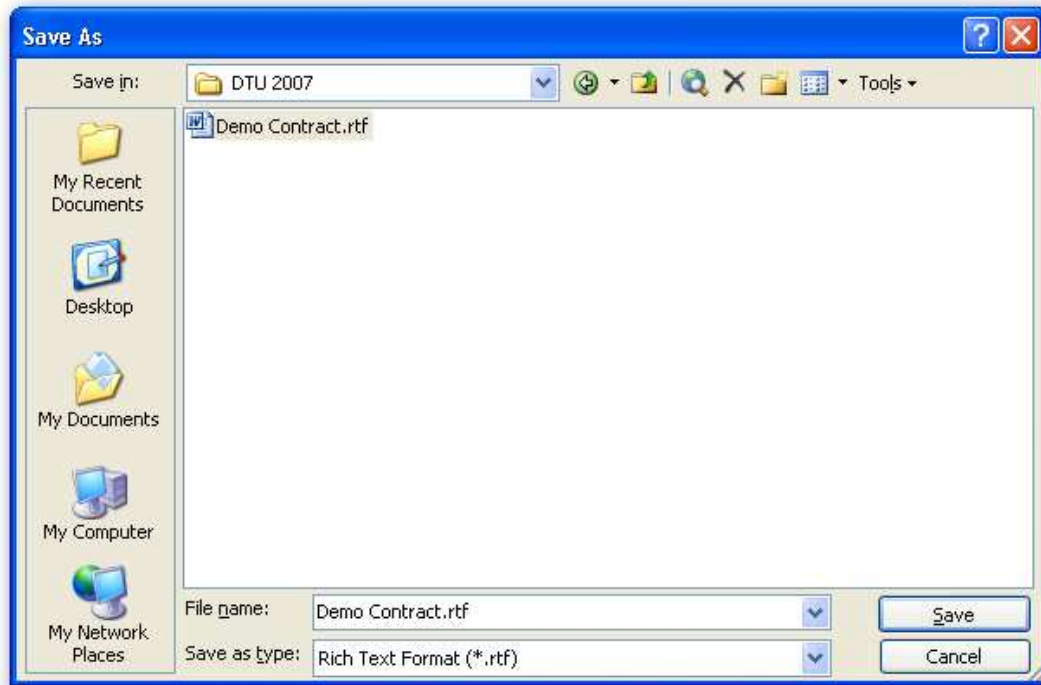 Save As
Save in:
DTU 2007
Tools
Demo Contract.rtf
My Recent
Documents
Desktop
My Documents
My Computer
My Network
Places
File name:
Demo Contract.rtf
Save
Save as type:
Rich Text Format (*.rtf)
Cancel